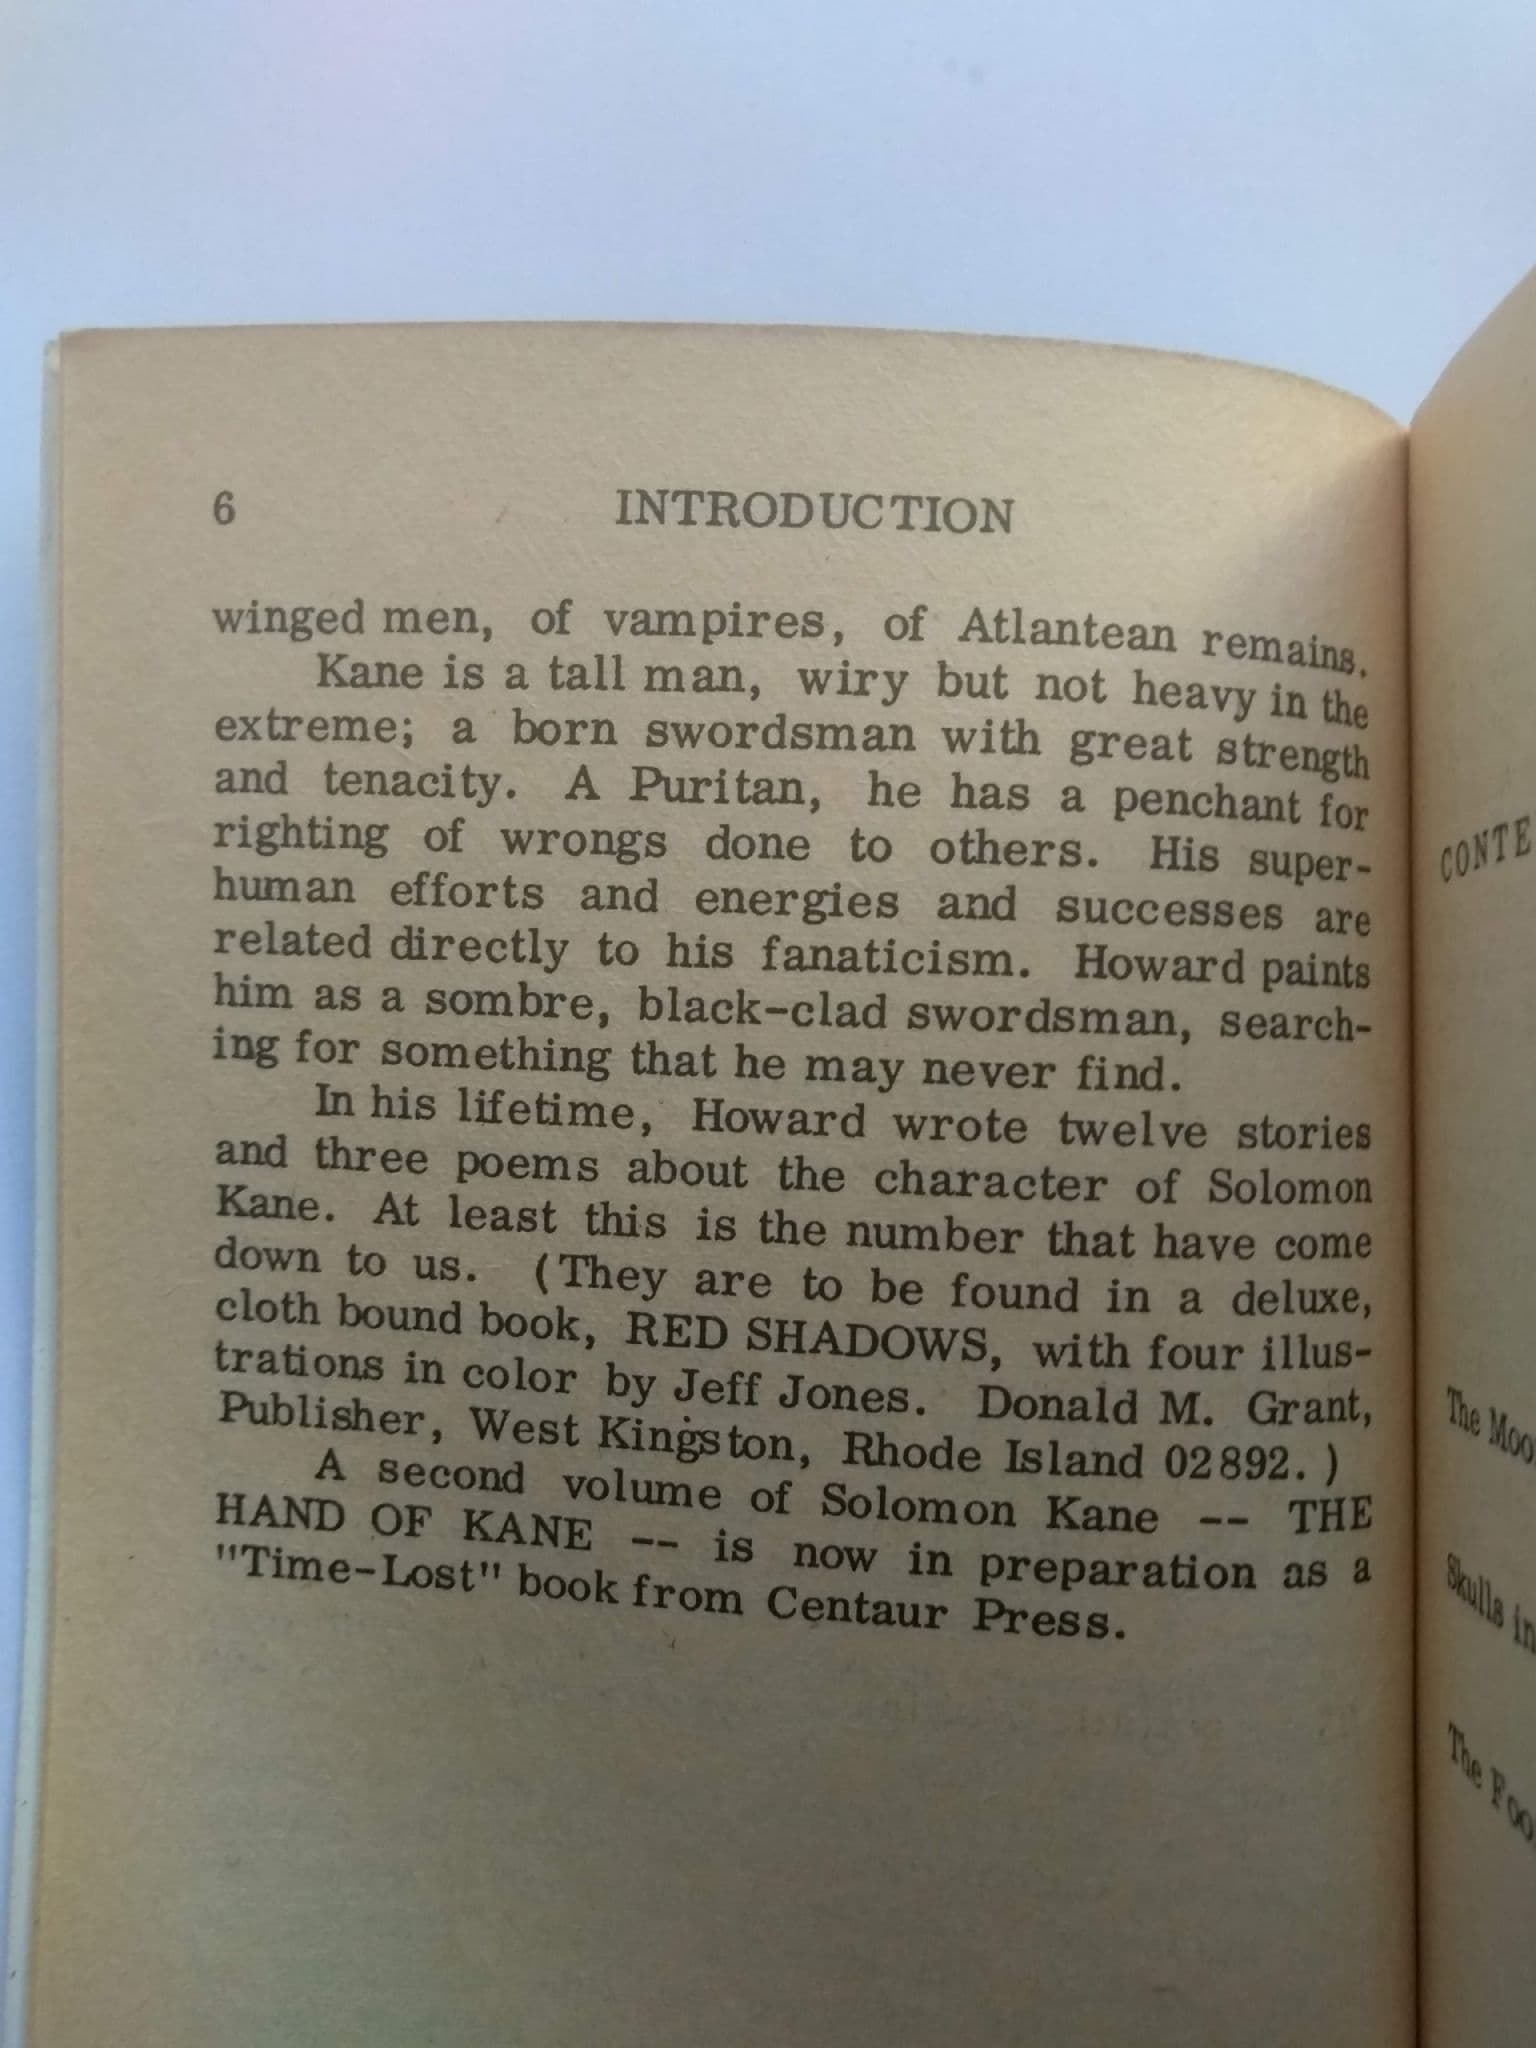 6 INTRODUCTION
winged men, of vampires, of Atlantean remains.
Kane is a tall man, wiry but not heavy in the
extreme; a born swordsman with great strength
and tenacity. A Puritan, he has a penchant for
righting of wrongs done to others. His super-
human efforts and energies and successes are
related directly to his fanaticism. Howard paints
him as a sombre, black-clad swordsman, search-
ing for something that he may never find.
In his lifetime, Howard wrote twelve stories
and three poems about the character of Solomon
Kane. At least this is the number that have come
down to us. (They are to be found in a deluxe,
cloth bound book, RED SHADOWS, with four illus-
trations in color by Jeff Jones. Donald M. Grant,
Publisher, West Kingston, Rhode Island 02892.)
A second volume of Solomon Kane -- THE
HAND OF KANE -- is now in preparation as a
"Time-Lost" book from Centaur Press.
CONTE
The Moo
Skulls in
The Foo